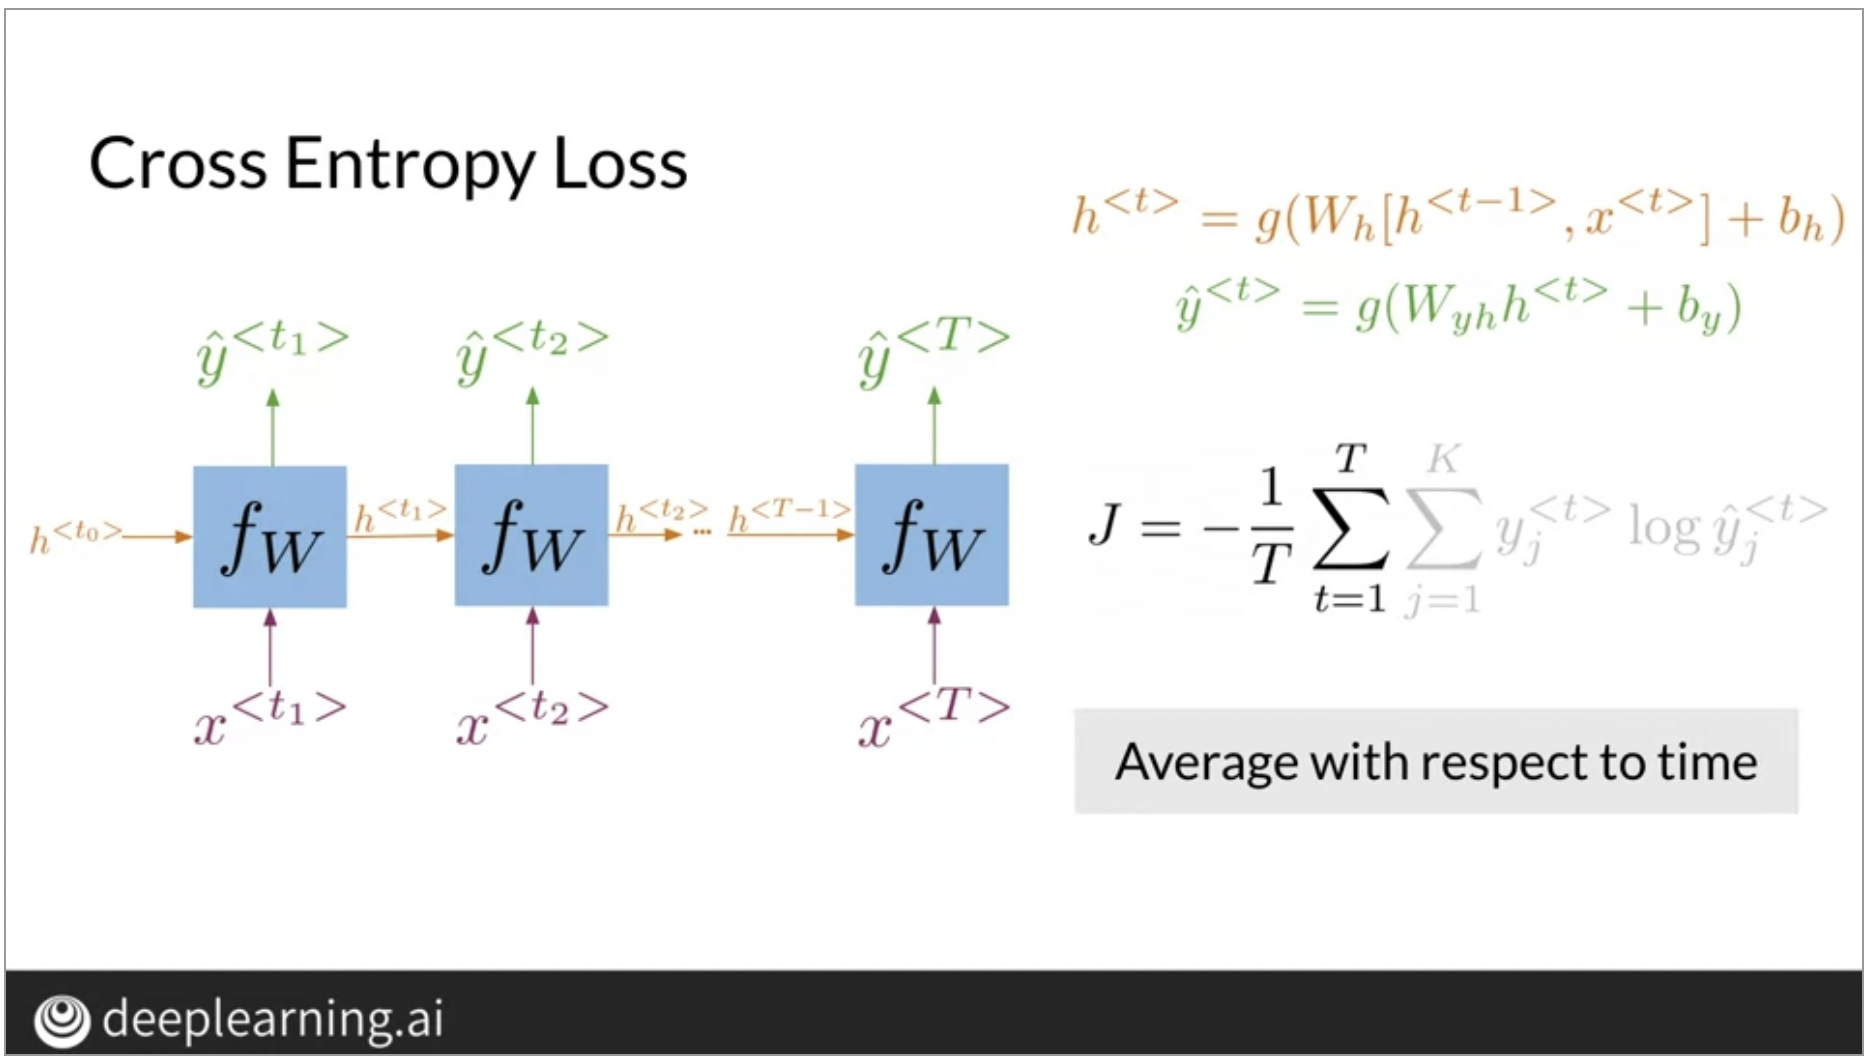 Cross Entropy Loss
h^{<t>} = g(W_h[h^{<t-1>}, x^{<t>}] + b_h)
ŷ^{<t>} = g(W_{yh}h^{<t>} + b_y)
ŷ^{<t_1>} ŷ^{<t_2>} ŷ^{<T>}
h^{<t_0>} f_W h^{<t_1>} f_W h^{<t_2>} ... h^{<T-1>} f_W
x^{<t_1>} x^{<t_2>} x^{<T>}
J = -\frac{1}{T} \sum_{t=1}^{T} \sum_{j=1}^{K} y_j^{<t>} log ŷ_j^{<t>}
Average with respect to time
deeplearning.ai